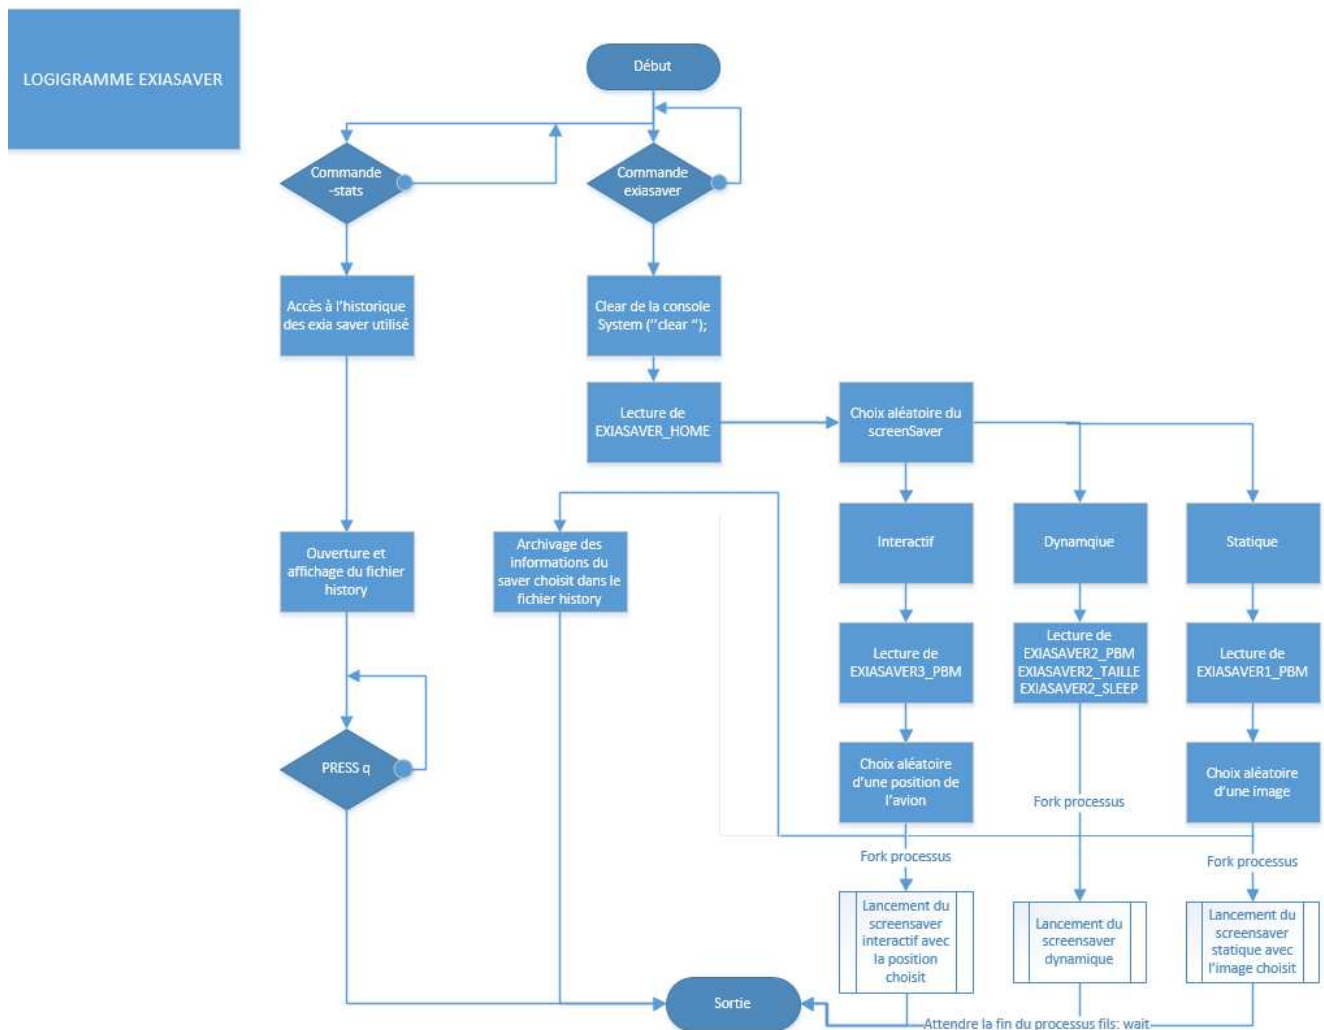 LOGIGRAMME EXIASAVER
Début
Commande
-stats
Commande
exiasaver
Accès à l'historique
des exia saver utilisé
Clear de la console
System (''clear ");
Lecture de
EXIASAVER_HOME
Choix aléatoire du
screenSaver
Ouverture et
affichage du fichier
history
Archivage des
informations du
saver choisit dans le
fichier history
Interactif
Dynamqiue
Statique
Lecture de
EXIASAVER3_PBM
Lecture de
EXIASAVER2_PBM
EXIASAVER2_TAILLE
EXIASAVER2_SLEEP
Lecture de
EXIASAVER1_PBM
PRESS q
Choix aléatoire
d'une position de
l'avion
Fork processus
Choix aléatoire
d'une image
Fork processus
Fork processus
Lancement du
screensaver
interactif avec
la position
choisit
Lancement du
screensaver
dynamique
Lancement du
screensaver
statique avec
l'image choisit
Sortie
Attendre la fin du processus fils: wait